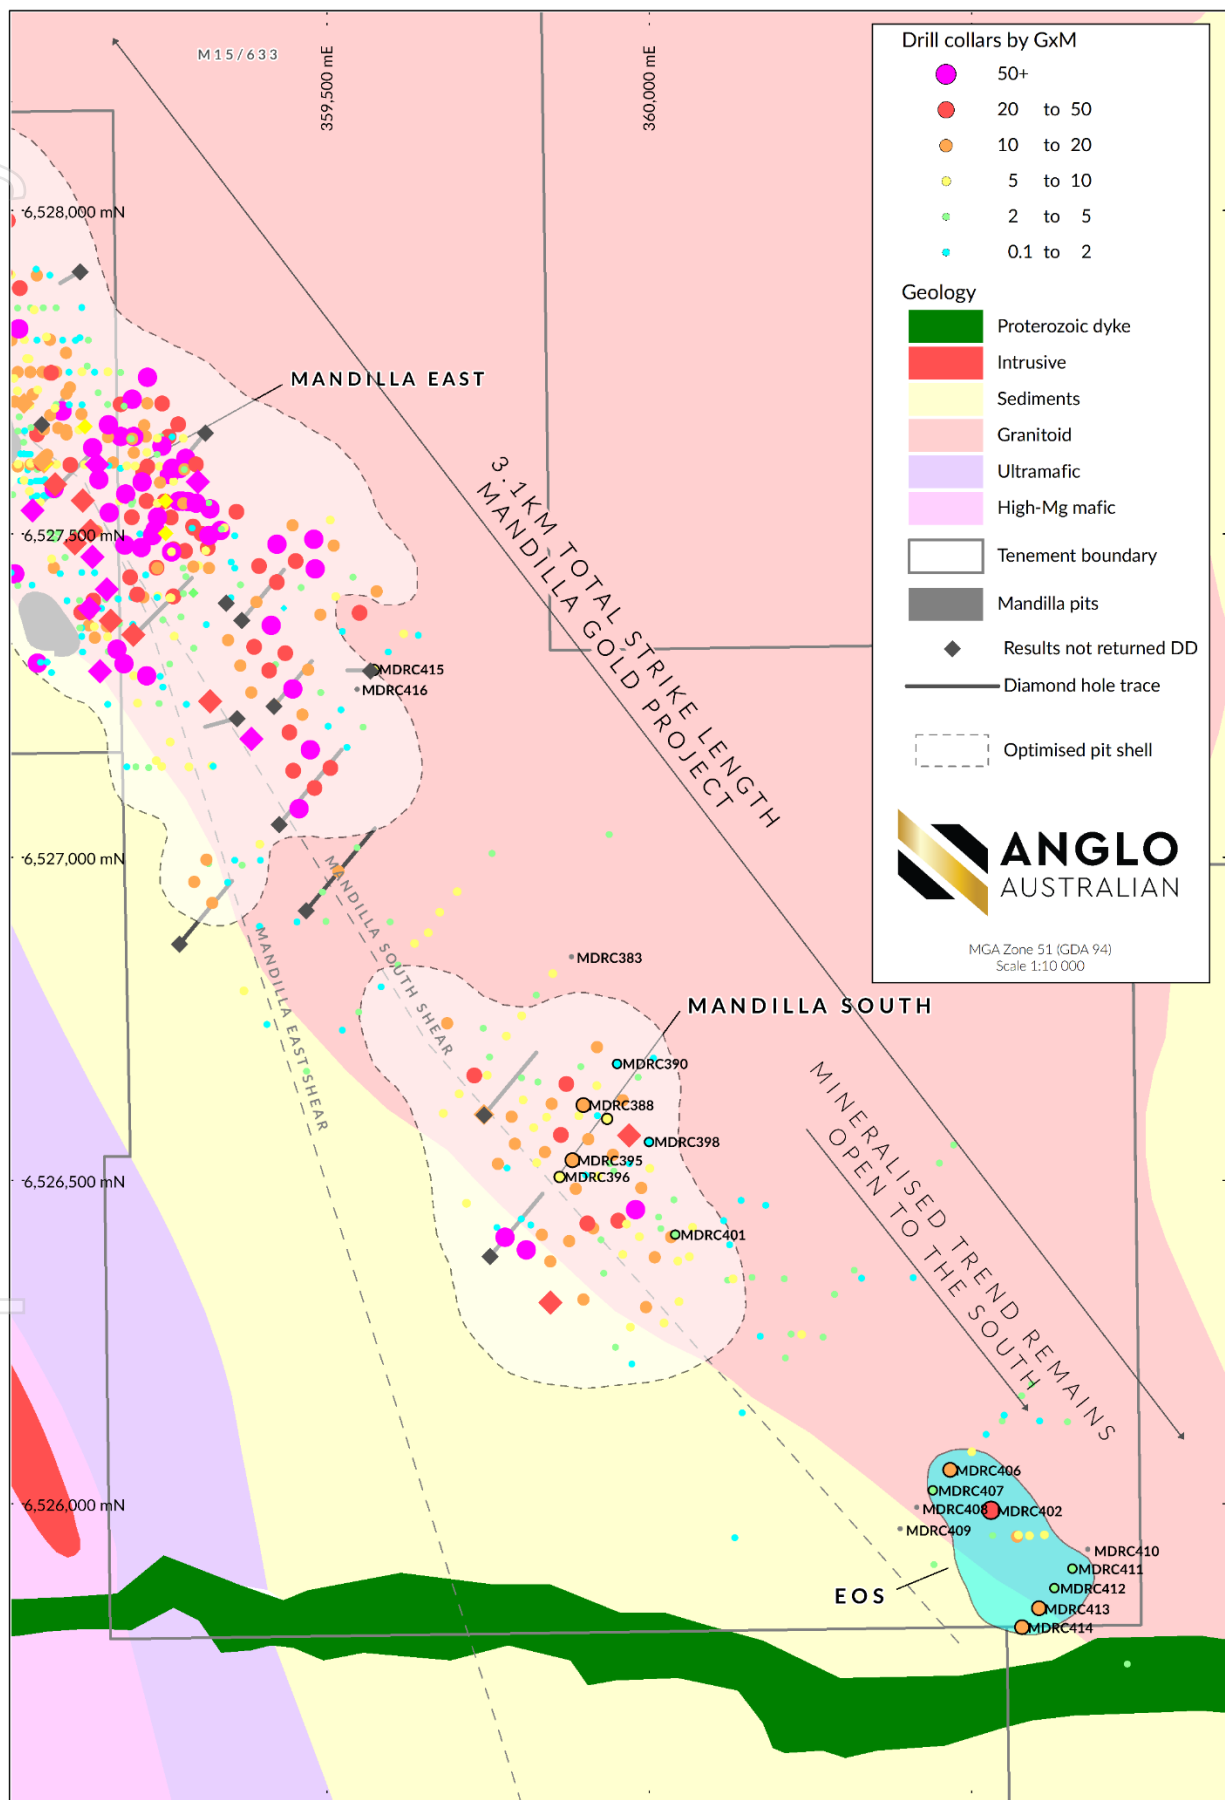 M15/633
359,500 mE
360,000 mE
6,528,000 mN
6,527,500 mN
6,527,000 mN
6,526,500 mN
6,526,000 mN
Drill collars by GxM
50+
20 to 50
10 to 20
5 to 10
2 to 5
0.1 to 2
Geology
Proterozoic dyke
Intrusive
Sediments
Granitoid
Ultramafic
High-Mg mafic
Tenement boundary
Mandilla pits
Results not returned DD
Diamond hole trace
Optimised pit shell
ANGLO
AUSTRALIAN
MGA Zone 51 (GDA 94)
Scale 1:10 000
MANDILLA EAST
3.1KM TOTAL STRIKE LENGTH
MANDILLA GOLD PROJECT
MDRC415
MDRC416
MANDILLA SOUTH SHEAR
MANDILLA EAST SHEAR
MDRC383
MANDILLA SOUTH
MDRC390
MDRC388
MDRC398
MDRC395
MDRC396
MDRC401
MINERALISED TREND REMAINS
OPEN TO THE SOUTH
MDRC406
MDRC407
MDRC408
MDRC402
MDRC409
MDRC410
MDRC411
MDRC412
EOS
MDRC413
MDRC414